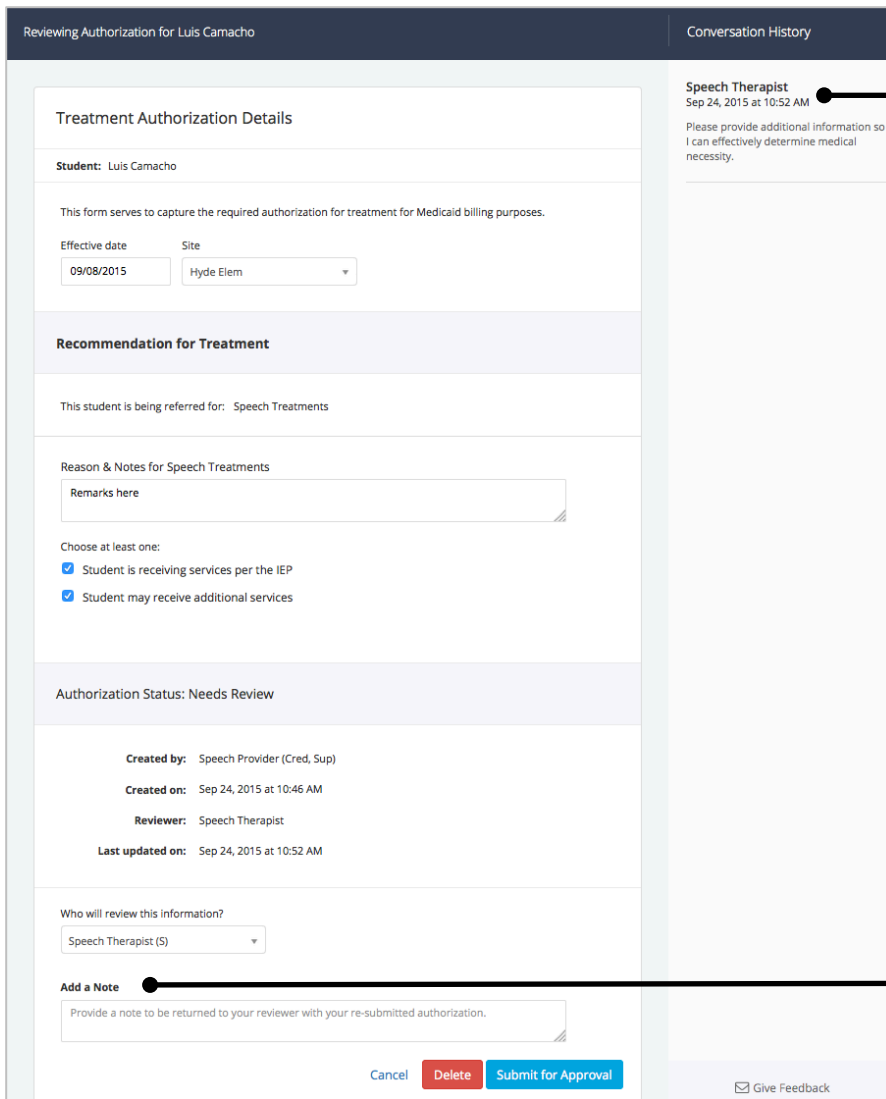 Reviewing Authorization for Luis Camacho
Conversation History
Speech Therapist
Sep 24, 2015 at 10:52 AM
Please provide additional information so
I can effectively determine medical
necessity.
Treatment Authorization Details
Student: Luis Camacho
This form serves to capture the required authorization for treatment for Medicaid billing purposes.
Effective date Site
09/08/2015 Hyde Elem
Recommendation for Treatment
This student is being referred for: Speech Treatments
Reason & Notes for Speech Treatments
Remarks here
Choose at least one:
Student is receiving services per the IEP
Student may receive additional services
Authorization Status: Needs Review
Created by: Speech Provider (Cred, Sup)
Created on: Sep 24, 2015 at 10:46 AM
Reviewer: Speech Therapist
Last updated on: Sep 24, 2015 at 10:52 AM
Who will review this information?
Speech Therapist (S)
Add a Note
Provide a note to be returned to your reviewer with your re-submitted authorization.
Cancel Delete Submit for Approval
Give Feedback